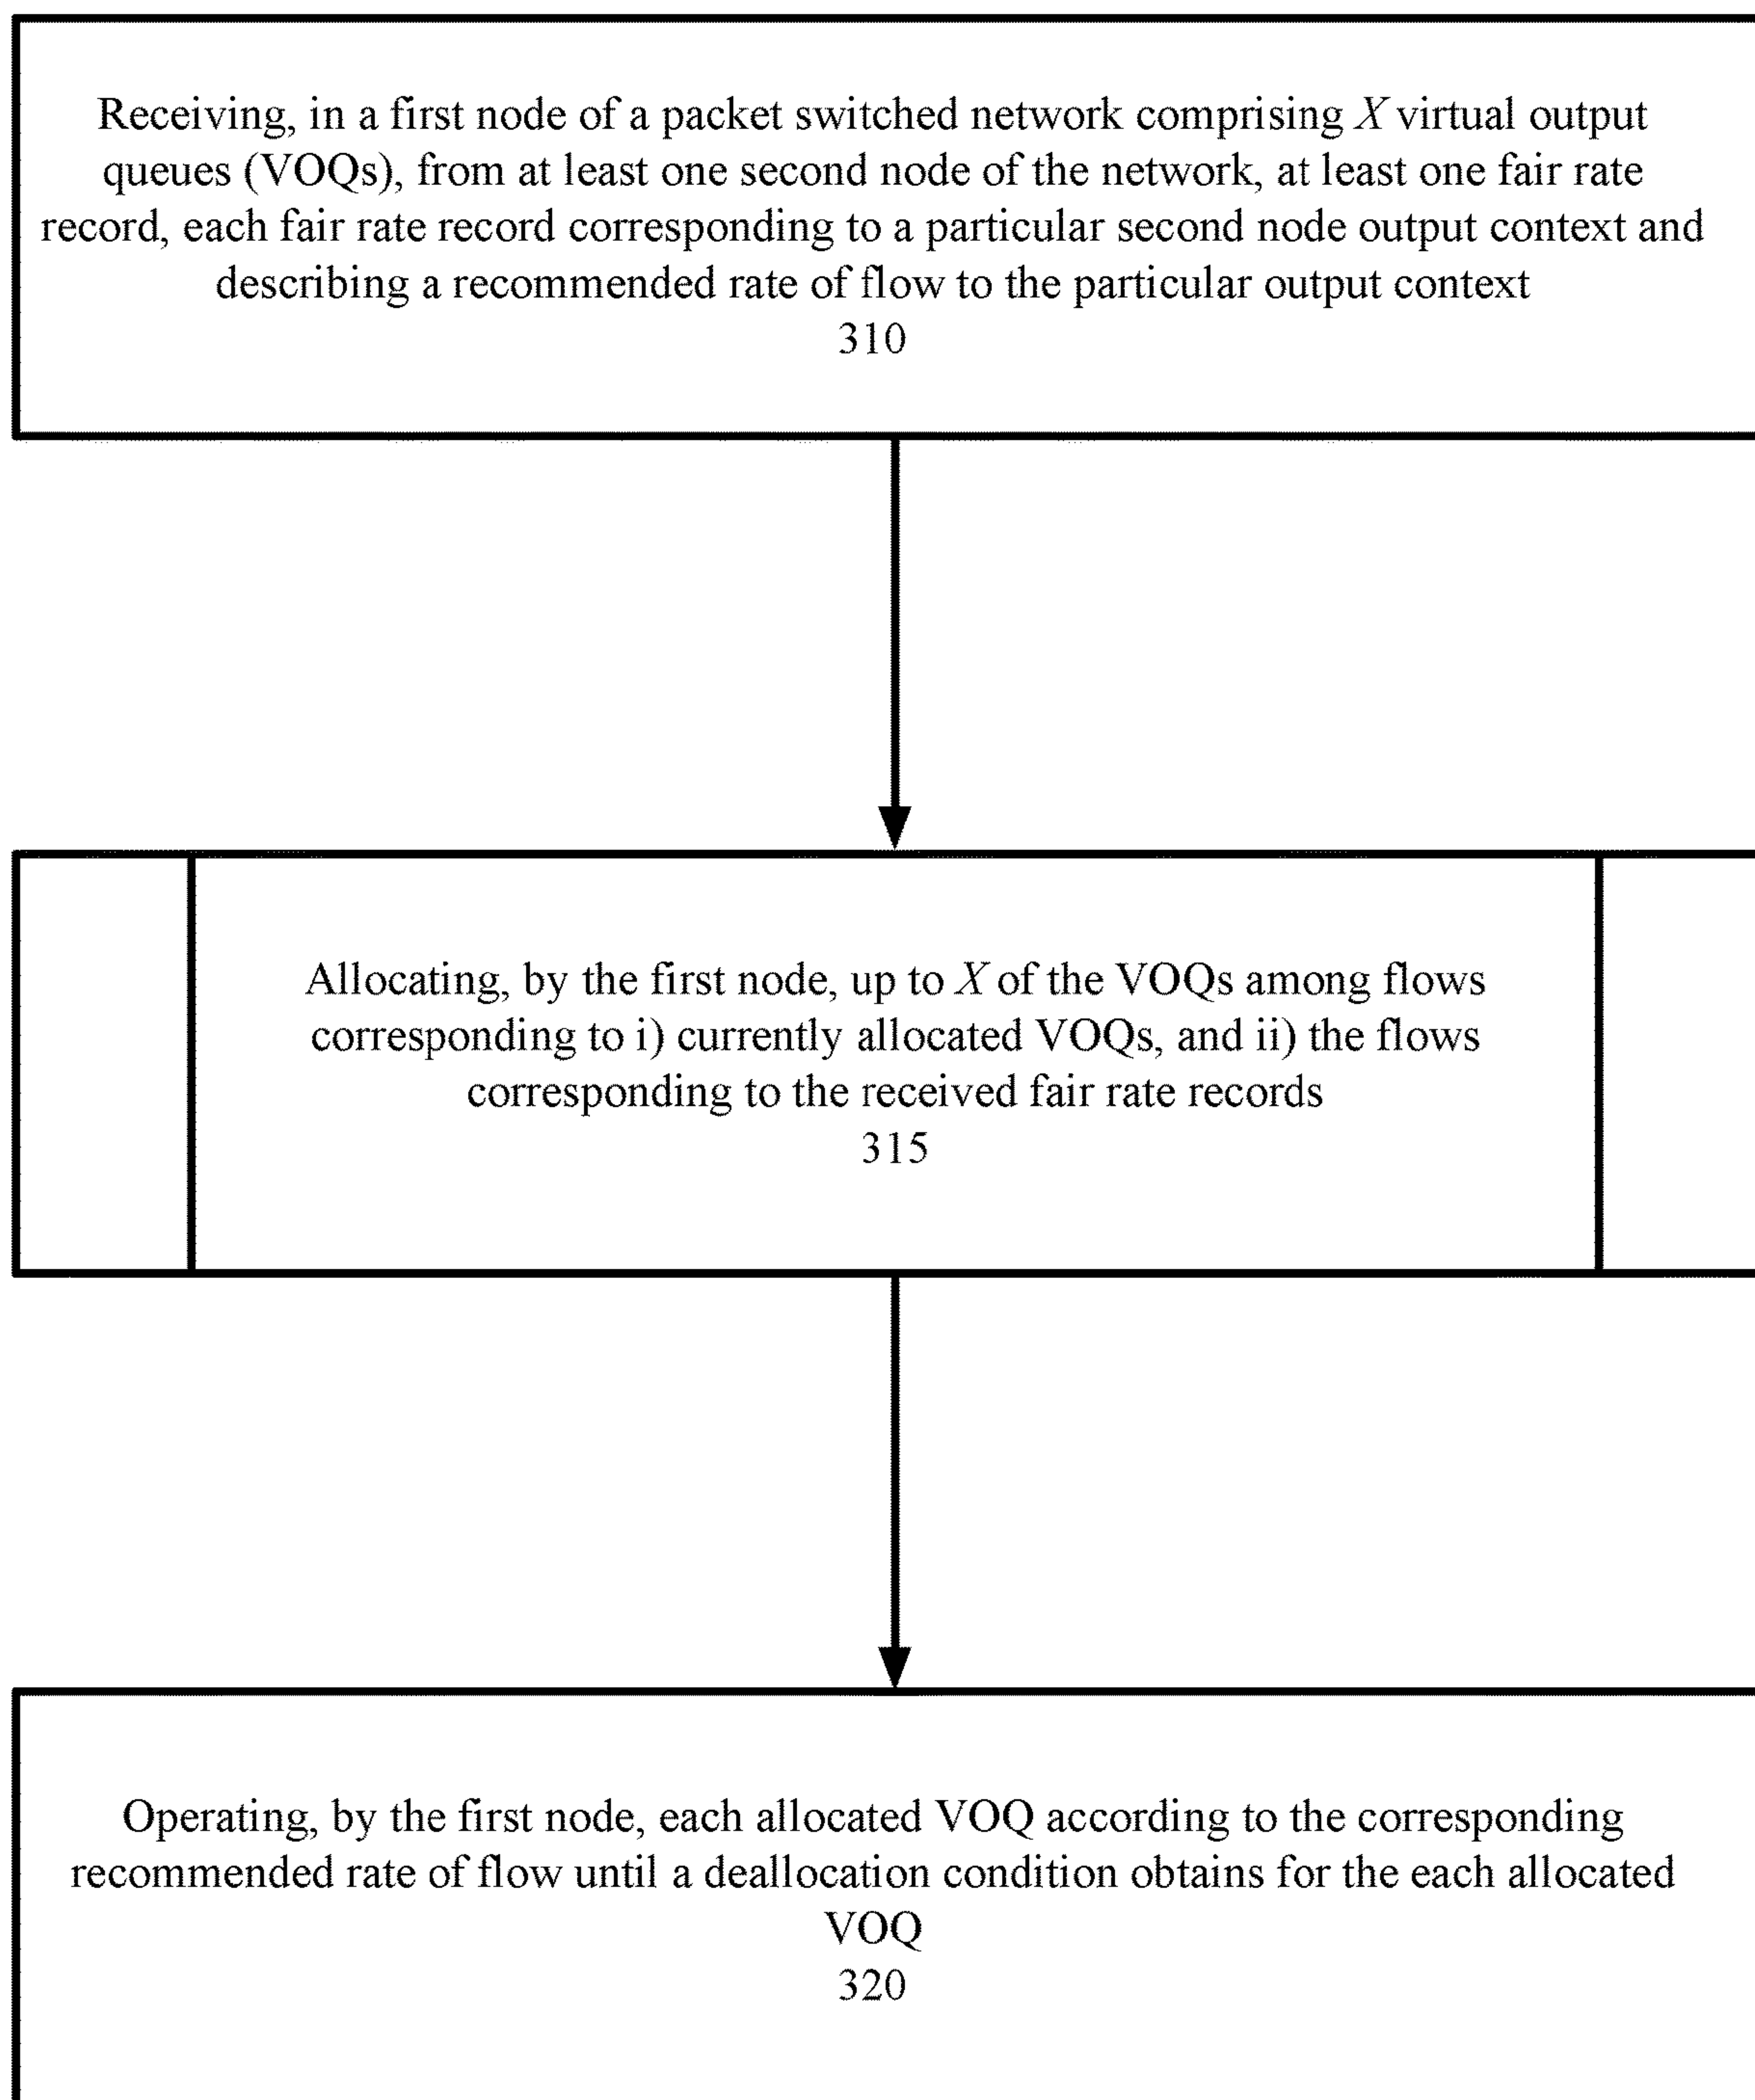 Receiving, in a first node of a packet switched network comprising X virtual output
queues (VOQs), from at least one second node of the network, at least one fair rate
record, each fair rate record corresponding to a particular second node output context and
describing a recommended rate of flow to the particular output context
310
Allocating, by the first node, up to X of the VOQs among flows
corresponding to i) currently allocated VOQs, and ii) the flows
corresponding to the received fair rate records
315
Operating, by the first node, each allocated VOQ according to the corresponding
recommended rate of flow until a deallocation condition obtains for the each allocated
VOQ
320